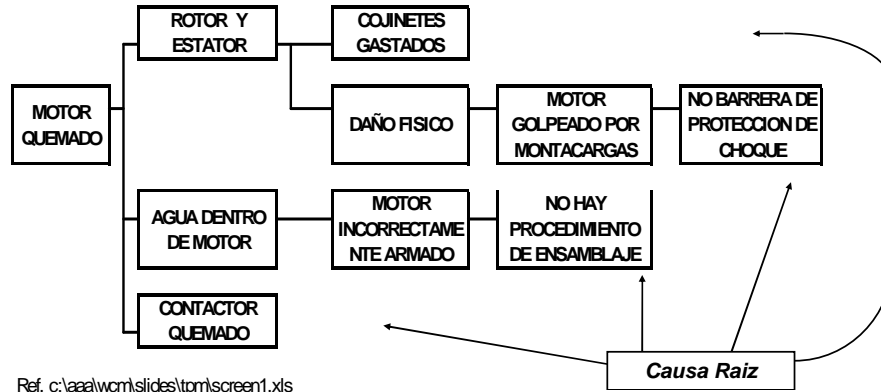 ROTOR Y
ESTATOR
COJINETES
GASTADOS
MOTOR
QUEMADO
DAÑO FISICO
MOTOR
GOLPEADO POR
MONTACARGAS
NO BARRERA DE
PROTECCION DE
CHOQUE
AGUA DENTRO
DE MOTOR
MOTOR
INCORRECTAME
NTE ARMADO
NO HAY
PROCEDIMIENTO
DE ENSAMBLAJE
CONTACTOR
QUEMADO
Causa Raiz
Ref. c:\aaa\wcm\slides\tpm\screen1.xls